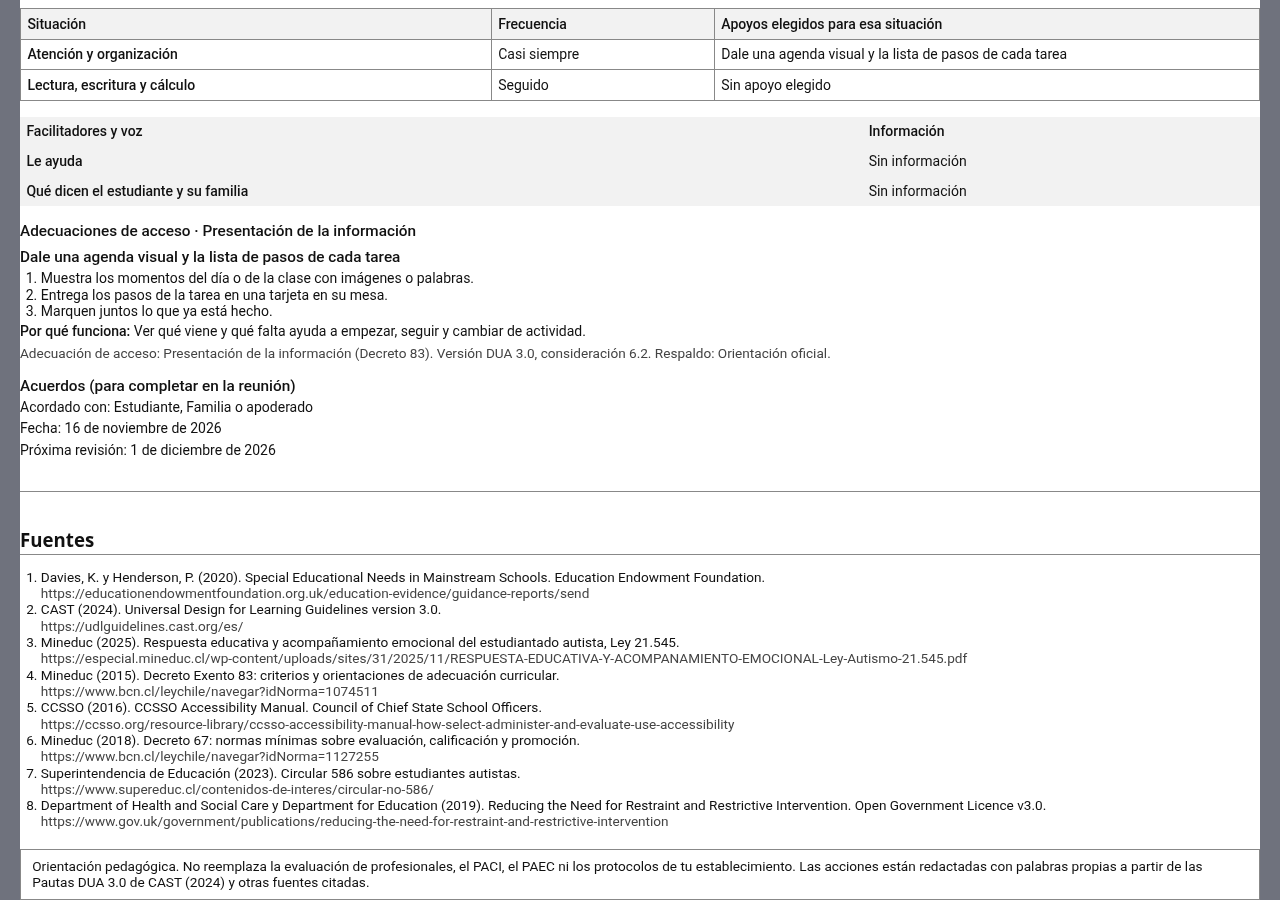 Situación Frecuencia Apoyos elegidos para esa situación
Atención y organización Casi siempre Dale una agenda visual y la lista de pasos de cada tarea
Lectura, escritura y cálculo Seguido Sin apoyo elegido
Facilitadores y voz Información
Le ayuda Sin información
Qué dicen el estudiante y su familia Sin información
Adecuaciones de acceso · Presentación de la información
Dale una agenda visual y la lista de pasos de cada tarea
1. Muestra los momentos del día o de la clase con imágenes o palabras.
2. Entrega los pasos de la tarea en una tarjeta en su mesa.
3. Marquen juntos lo que ya está hecho.
Por qué funciona: Ver qué viene y qué falta ayuda a empezar, seguir y cambiar de actividad.
Adecuación de acceso: Presentación de la información (Decreto 83). Versión DUA 3.0, consideración 6.2. Respaldo: Orientación oficial.
Acuerdos (para completar en la reunión)
Acordado con: Estudiante, Familia o apoderado
Fecha: 16 de noviembre de 2026
Próxima revisión: 1 de diciembre de 2026
Fuentes
1. Davies, K. y Henderson, P. (2020). Special Educational Needs in Mainstream Schools. Education Endowment Foundation.
https://educationendowmentfoundation.org.uk/education-evidence/guidance-reports/send
2. CAST (2024). Universal Design for Learning Guidelines version 3.0.
https://udlguidelines.cast.org/es/
3. Mineduc (2025). Respuesta educativa y acompañamiento emocional del estudiantado autista, Ley 21.545.
https://especial.mineduc.cl/wp-content/uploads/sites/31/2025/11/RESPUESTA-EDUCATIVA-Y-ACOMPANAMIENTO-EMOCIONAL-Ley-Autismo-21.545.pdf
4. Mineduc (2015). Decreto Exento 83: criterios y orientaciones de adecuación curricular.
https://www.bcn.cl/leychile/navegar?idNorma=1074511
5. CCSSO (2016). CCSSO Accessibility Manual. Council of Chief State School Officers.
https://ccsso.org/resource-library/ccsso-accessibility-manual-how-select-administer-and-evaluate-use-accessibility
6. Mineduc (2018). Decreto 67: normas mínimas sobre evaluación, calificación y promoción.
https://www.bcn.cl/leychile/navegar?idNorma=1127255
7. Superintendencia de Educación (2023). Circular 586 sobre estudiantes autistas.
https://www.supereduc.cl/contenidos-de-interes/circular-no-586/
8. Department of Health and Social Care y Department for Education (2019). Reducing the Need for Restraint and Restrictive Intervention. Open Government Licence v3.0.
https://www.gov.uk/government/publications/reducing-the-need-for-restraint-and-restrictive-intervention
Orientación pedagógica. No reemplaza la evaluación de profesionales, el PACI, el PAEC ni los protocolos de tu establecimiento. Las acciones están redactadas con palabras propias a partir de las
Pautas DUA 3.0 de CAST (2024) y otras fuentes citadas.